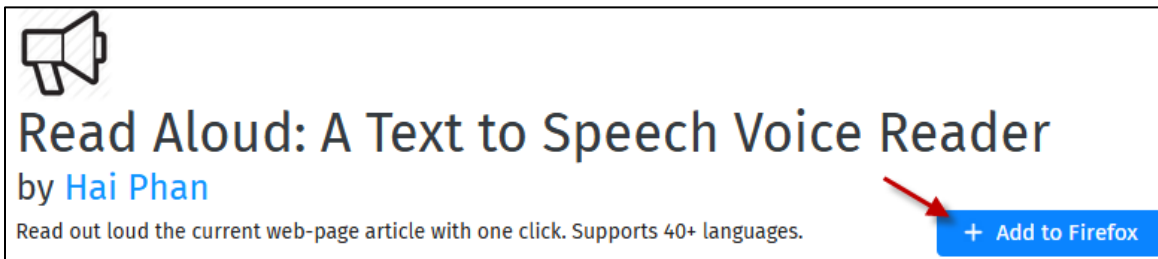 Read Aloud: A Text to Speech Voice Reader
by Hai Phan
Read out loud the current web-page article with one click. Supports 40+ languages.
+ Add to Firefox